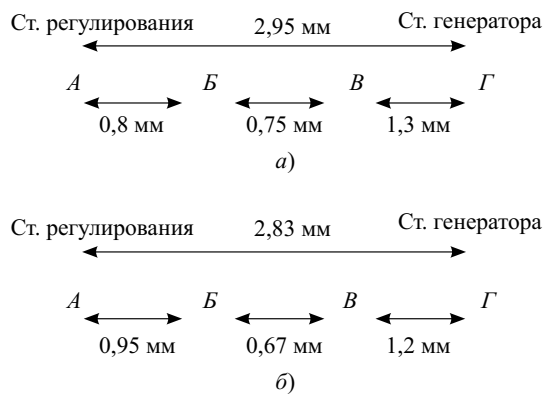 Ст. регулирования 2,95 мм Ст. генератора
А Б В Г
0,8 мм 0,75 мм 1,3 мм
а)
Ст. регулирования 2,83 мм Ст. генератора
А Б В Г
0,95 мм 0,67 мм 1,2 мм
б)